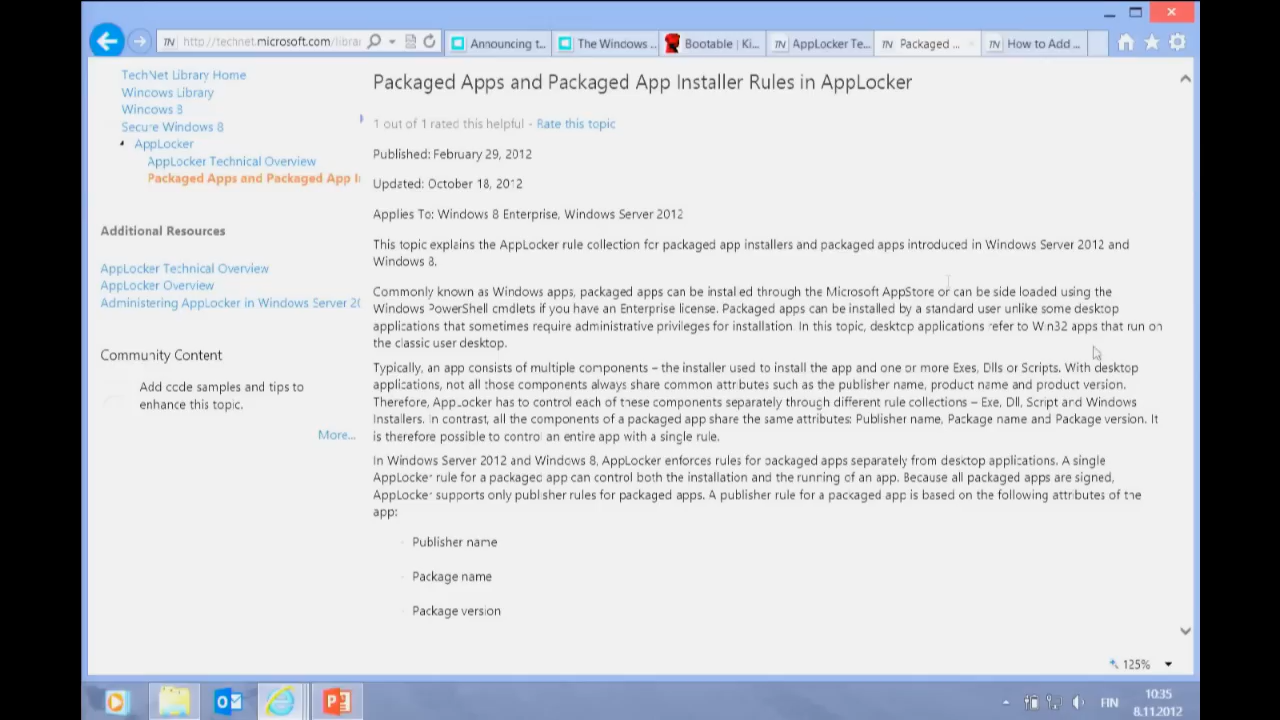 http://technet.microsoft.com/librar
Announcing t...
The Windows ...
Bootable | Ki...
AppLocker Te...
Packaged ...
How to Add ...
TechNet Library Home
Windows Library
Windows 8
Secure Windows 8
AppLocker
AppLocker Technical Overview
Packaged Apps and Packaged App I
Additional Resources
AppLocker Technical Overview
AppLocker Overview
Administering AppLocker in Windows Server 20
Community Content
Add code samples and tips to
enhance this topic.
More...
Packaged Apps and Packaged App Installer Rules in AppLocker
1 out of 1 rated this helpful - Rate this topic
Published: February 29, 2012
Updated: October 18, 2012
Applies To: Windows 8 Enterprise, Windows Server 2012
This topic explains the AppLocker rule collection for packaged app installers and packaged apps introduced in Windows Server 2012 and
Windows 8.
Commonly known as Windows apps, packaged apps can be installed through the Microsoft AppStore or can be side loaded using the
Windows PowerShell cmdlets if you have an Enterprise license. Packaged apps can be installed by a standard user unlike some desktop
applications that sometimes require administrative privileges for installation. In this topic, desktop applications refer to Win32 apps that run on
the classic user desktop.
Typically, an app consists of multiple components – the installer used to install the app and one or more Exes, Dlls or Scripts. With desktop
applications, not all those components always share common attributes such as the publisher name, product name and product version.
Therefore, AppLocker has to control each of these components separately through different rule collections – Exe, Dll, Script and Windows
Installers. In contrast, all the components of a packaged app share the same attributes: Publisher name, Package name and Package version. It
is therefore possible to control an entire app with a single rule.
In Windows Server 2012 and Windows 8, AppLocker enforces rules for packaged apps separately from desktop applications. A single
AppLocker rule for a packaged app can control both the installation and the running of an app. Because all packaged apps are signed,
AppLocker supports only publisher rules for packaged apps. A publisher rule for a packaged app is based on the following attributes of the
app:
Publisher name
Package name
Package version
125%
FIN
10:35
8.11.2012